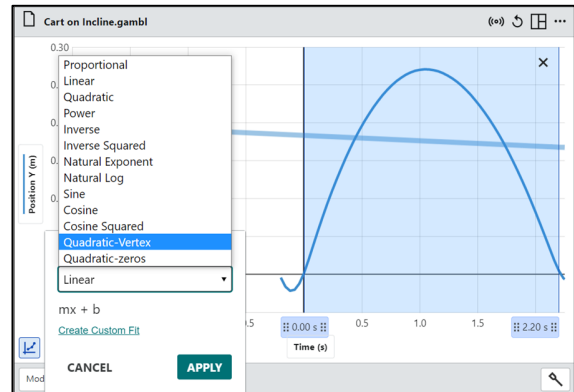 Cart on Incline.gambl
0.30
Proportional
Linear
Quadratic
Power
Inverse
Inverse Squared
Natural Exponent
Natural Log
Sine
Cosine
Cosine Squared
Quadratic-Vertex
Quadratic-zeros
Linear
mx + b
Create Custom Fit
CANCEL
APPLY
Position Y (m)
0.00 s
0.5
1.0
1.5
2.20 s
Time (s)